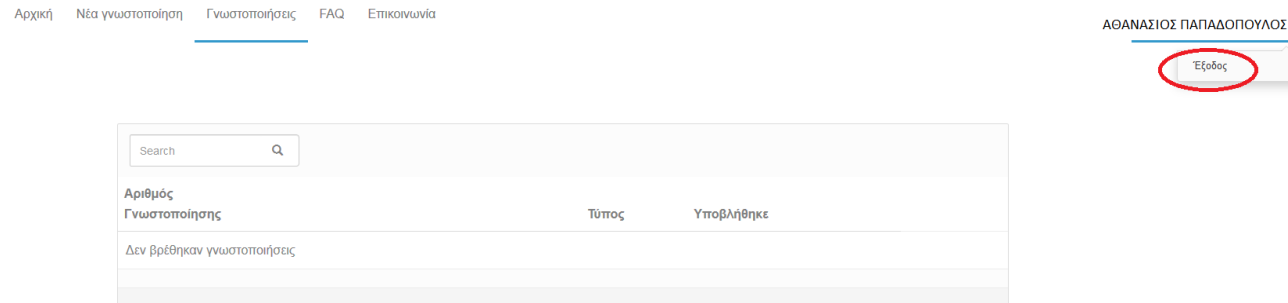 Αρχική Νέα γνωστοποίηση Γνωστοποιήσεις FAQ Επικοινωνία
ΑΘΑΝΑΣΙΟΣ ΠΑΠΑΔΟΠΟΥΛΟΣ
Έξοδος
Search
Αριθμός
Γνωστοποίησης Τύπος Υποβλήθηκε
Δεν βρέθηκαν γνωστοποιήσεις